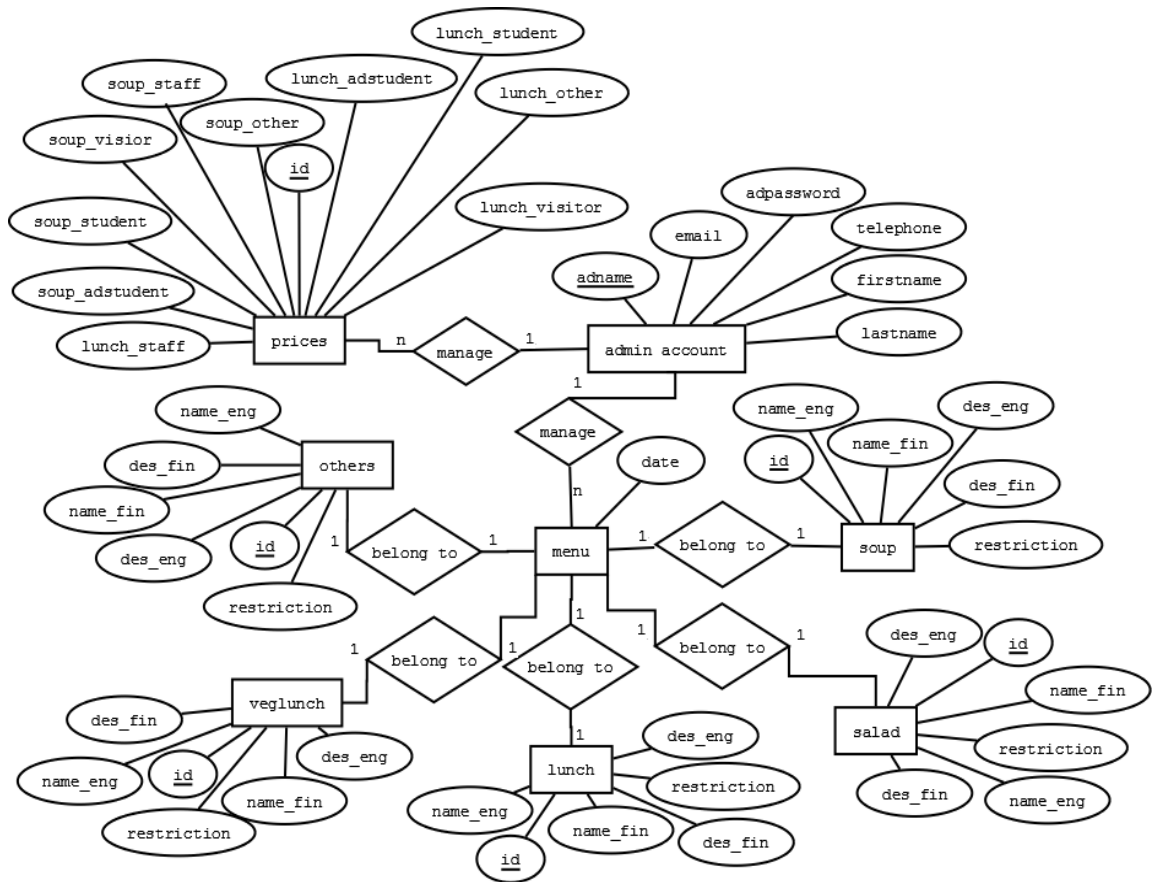 lunch_student
soup_staff
lunch_adstudent
lunch_other
soup_other
soup_visior
id
adpassword
lunch_visitor
soup_student
email
telephone
adname
firstname
soup_adstudent
lastname
lunch_staff
prices
n
manage
1
admin account
1
name_eng
name_eng
des_eng
manage
name_fin
others
des_fin
date
id
des_fin
name_fin
n
des_eng
id
1
belong to
1
menu
1
belong to
1
soup
restriction
restriction
des_eng
id
1
belong to
1
1
belong to
1
1
belong to
1
name_fin
veglunch
des_fin
salad
restriction
des_eng
1
des_eng
name_eng
id
lunch
restriction
des_fin
name_eng
name_fin
name_eng
restriction
name_fin
des_fin
id